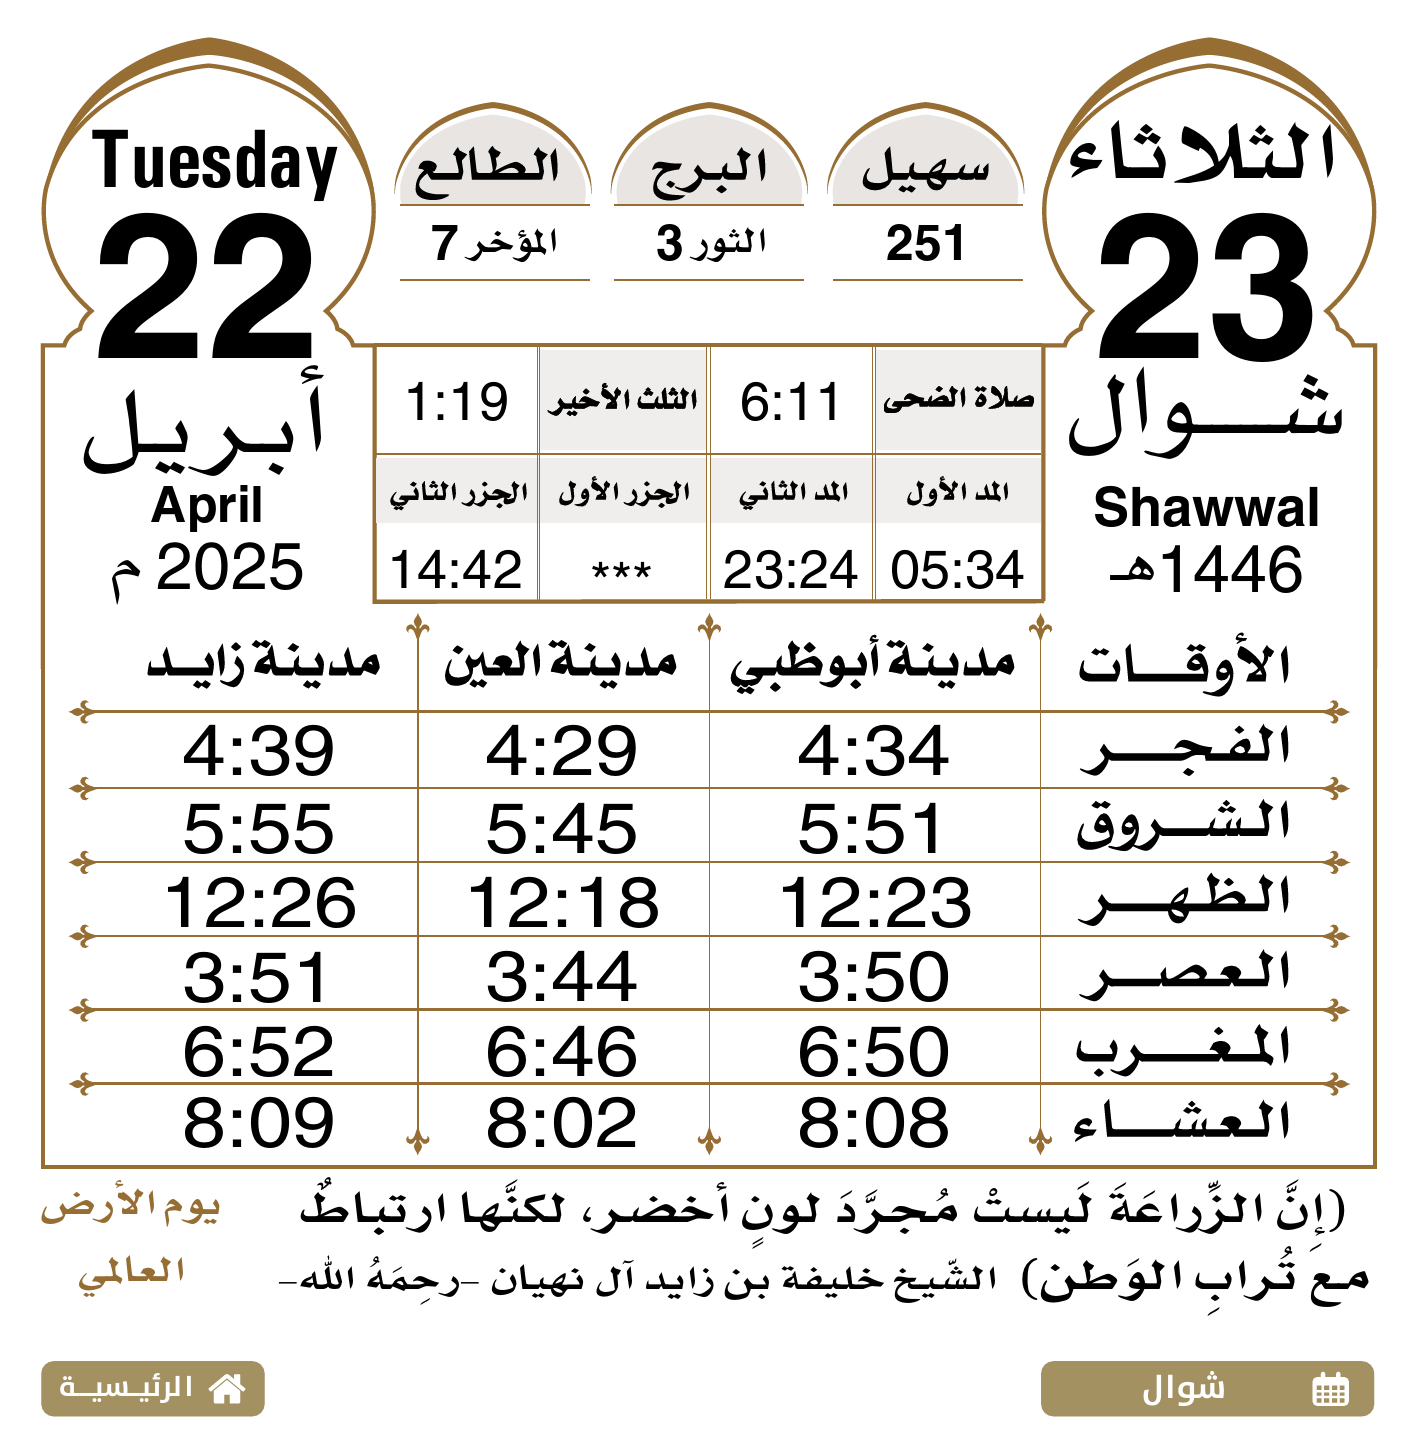 الثلاثاء
23
شـــوال
Shawwal
1446هـ
سهيل
251
البرج
الثور 3
الطالع
المؤخر 7
Tuesday
22
أبريل
April
2025 م
صلاة الضحى 6:11 الثلث الأخير 1:19
المد الأول المد الثاني الجزر الأول الجزر الثاني
05:34 23:24 *** 14:42
الأوقـــات مدينة أبوظبي مدينة العين مدينة زايـد
الفجـــر 4:34 4:29 4:39
الشـــروق 5:51 5:45 5:55
الظهـــر 12:23 12:18 12:26
العصـــر 3:50 3:44 3:51
المغـــرب 6:50 6:46 6:52
العشـــاء 8:08 8:02 8:09
(إِنَّ الزِّراعَةَ لَيستْ مُجرَّدَ لونٍ أخضر، لكنَّها ارتباطٌ
مع تُرابِ الوَطن) الشّيخ خليفة بن زايد آل نهيان –رحِمَهُ الله–
يوم الأرض
العالمي
شوال
الرئيـسيــة